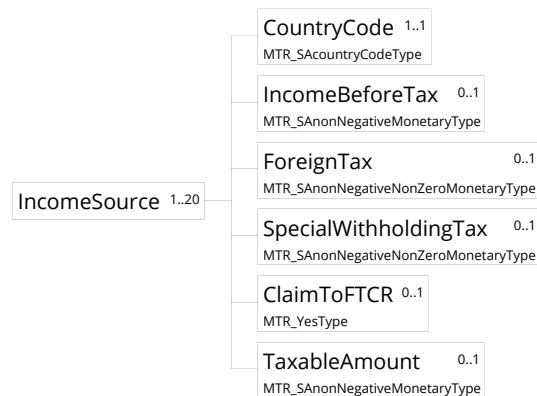 CountryCode 1..1
MTR_SAcountryCodeType
IncomeBeforeTax 0..1
MTR_SAnonNegativeMonetaryType
ForeignTax 0..1
MTR_SAnonNegativeNonZeroMonetaryType
IncomeSource 1..20
SpecialWithholdingTax 0..1
MTR_SAnonNegativeNonZeroMonetaryType
ClaimToFTCR 0..1
MTR_YesType
TaxableAmount 0..1
MTR_SAnonNegativeMonetaryType